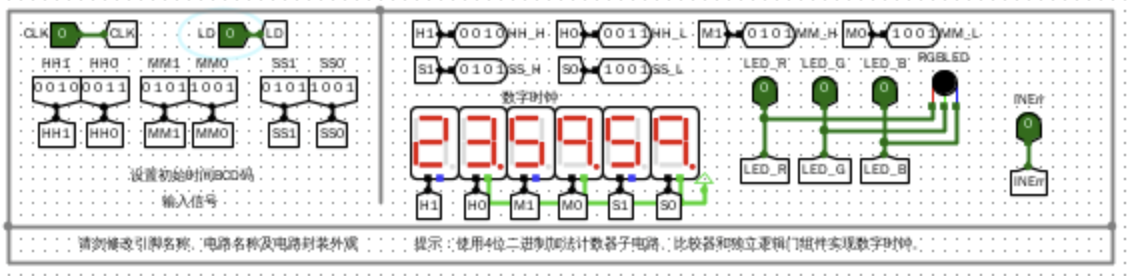 CLK 0 CLK LD 0 LD
HH1 HH0 MM1 MM0 SS1 SS0
0010 0011 0101 1001 0101 1001
HH1 HH0 MM1 MM0 SS1 SS0
设置初始时间BCD码
输入信号
H1 0010 HH_H H0 0011 HH_L M1 0101 MM_H M0 1001 MM_L
S1 0101 SS_H S0 1001 SS_L
数字时钟
23.59.59.
H1 H0 M1 M0 S1 S0
LED_R LED_G LED_B RGBLED
0 0 0
LED_R LED_G LED_B
INErr
0
INErr
请勿修改引脚名称、电路名称及电路封装外观
提示：使用4位二进制加法计数器子电路、比较器和独立逻辑门组件实现数字时钟。